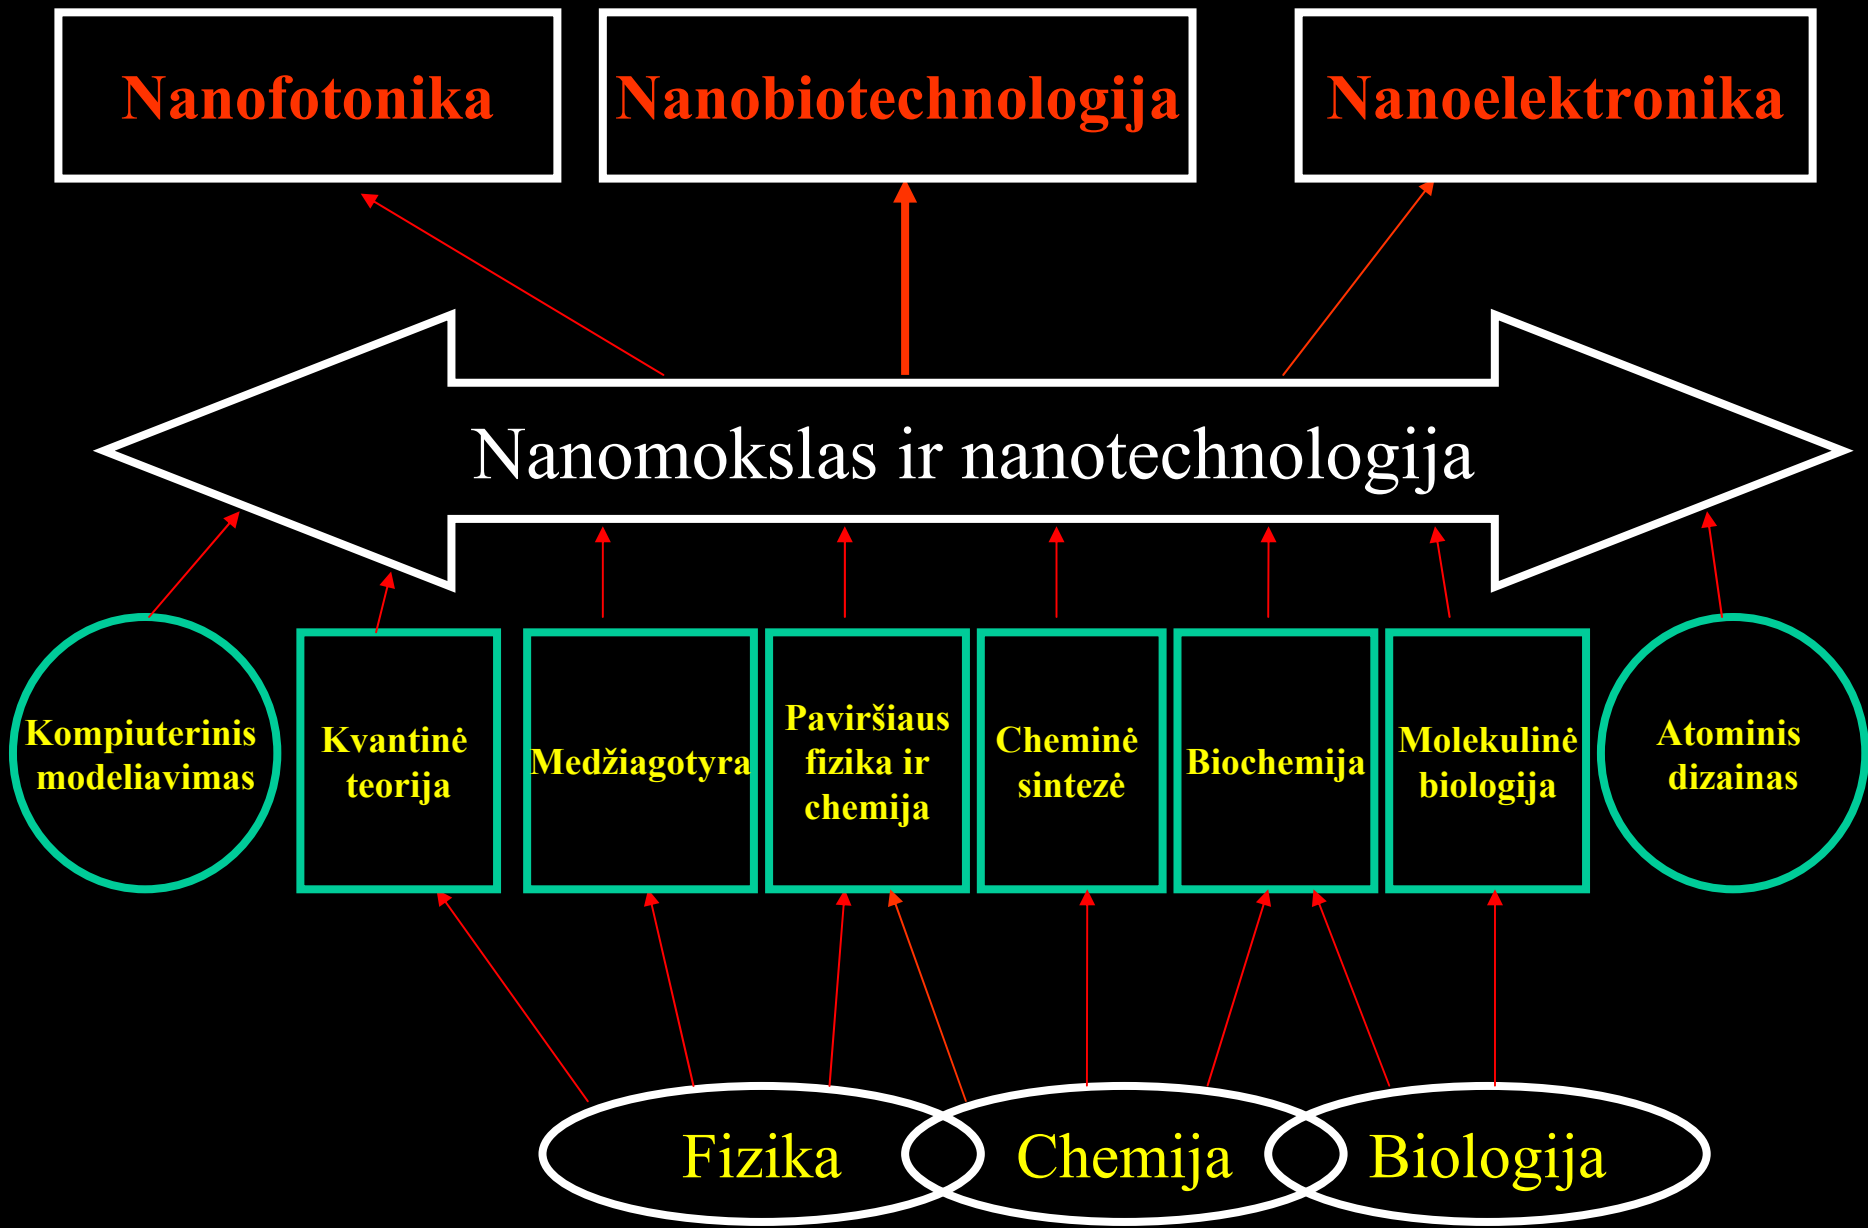 Nanofotonika
Nanobiotechnologija
Nanoelektronika
Nanomokslas ir nanotechnologija
Kompiuterinis
modeliavimas
Kvantinė
teorija
Medžiagotyra
Paviršiaus
fizika ir
chemija
Cheminė
sintezė
Biochemija
Molekulinė
biologija
Atominis
dizainas
Fizika
Chemija
Biologija